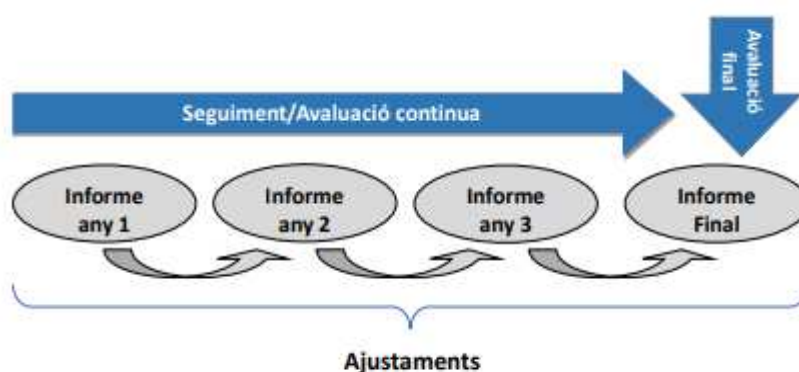 Avaluació
final
Seguiment/Avaluació continua
Informe
any 1
Informe
any 2
Informe
any 3
Informe
Final
Ajustaments